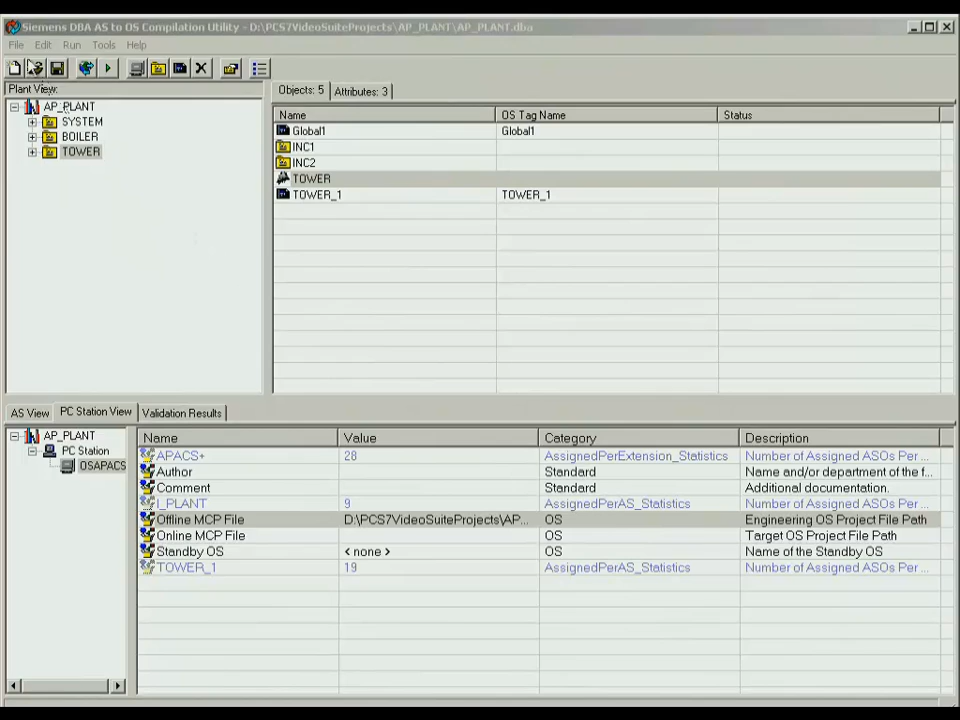 Siemens DBA AS to OS Compilation Utility - D:\PCS7VideoSuiteProjects\AP_PLANT\AP_PLANT.dba
File Edit Run Tools Help
Plant View:
AP_PLANT
SYSTEM
BOILER
TOWER
Objects: 5 Attributes: 3
Name OS Tag Name Status
Global1 Global1
INC1
INC2
TOWER
TOWER_1 TOWER_1
AS View PC Station View Validation Results
AP_PLANT
PC Station
OSAPACS
Name Value Category Description
APACS+ 28 AssignedPerExtension_Statistics Number of Assigned ASOs Per ...
Author Standard Name and/or department of the f...
Comment Standard Additional documentation.
I_PLANT 9 AssignedPerAS_Statistics Number of Assigned ASOs Per ...
Offline MCP File D:\PCS7VideoSuiteProjects\AP... OS Engineering OS Project File Path
Online MCP File OS Target OS Project File Path
Standby OS < none > OS Name of the Standby OS
TOWER_1 19 AssignedPerAS_Statistics Number of Assigned ASOs Per ...